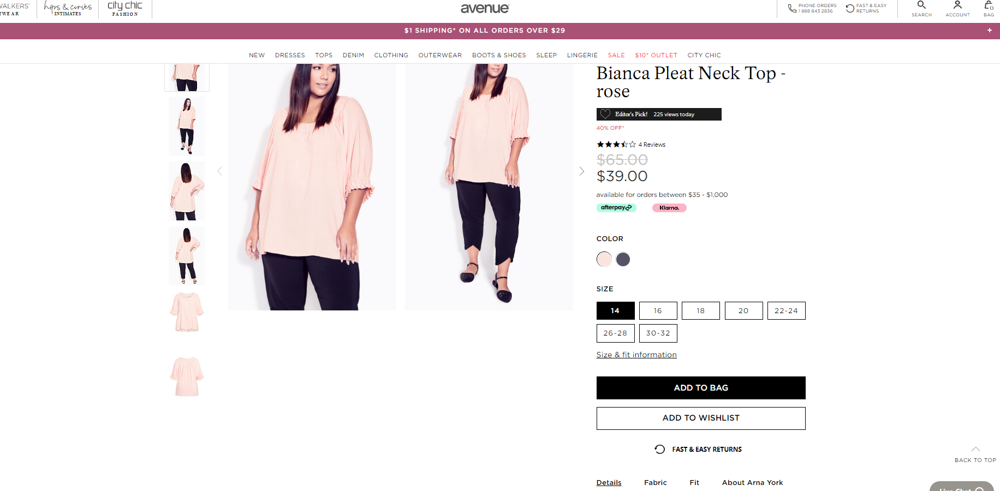 WALKERS'
TWEAR
hips & curves
INTIMATES
city chic
FASHION
avenue
PHONE ORDERS
1 888 843 2836
FAST & EASY
RETURNS
SEARCH
ACCOUNT
0
BAG
$1 SHIPPING* ON ALL ORDERS OVER $29
+
NEW DRESSES TOPS DENIM CLOTHING OUTERWEAR BOOTS & SHOES SLEEP LINGERIE SALE $10* OUTLET CITY CHIC
Bianca Pleat Neck Top -
rose
Editor's Pick! 225 views today
40% OFF*
4 Reviews
$65.00
$39.00
available for orders between $35 - $1,000
afterpay Klarna.
COLOR
SIZE
14 16 18 20 22-24
26-28 30-32
Size & fit information
ADD TO BAG
ADD TO WISHLIST
FAST & EASY RETURNS
BACK TO TOP
Details Fabric Fit About Arna York
Live Chat